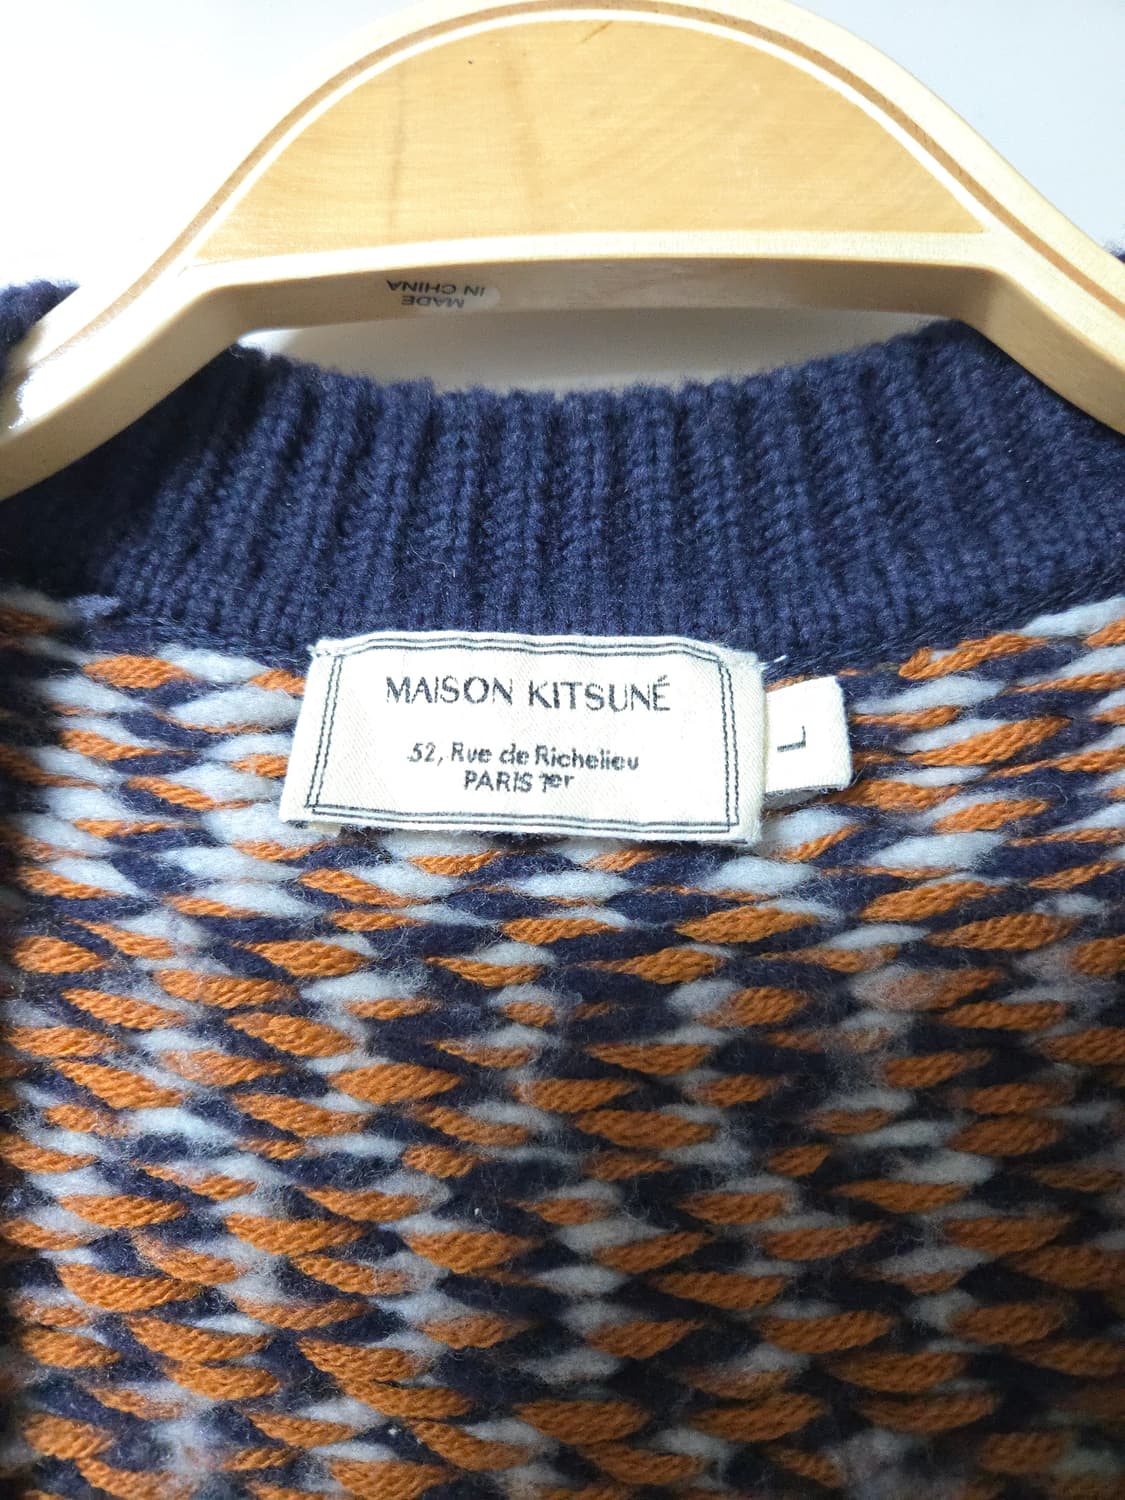 MADE
IN CHINA
MAISON KITSUNÉ
52, Rue de Richelieu
PARIS 1er
L